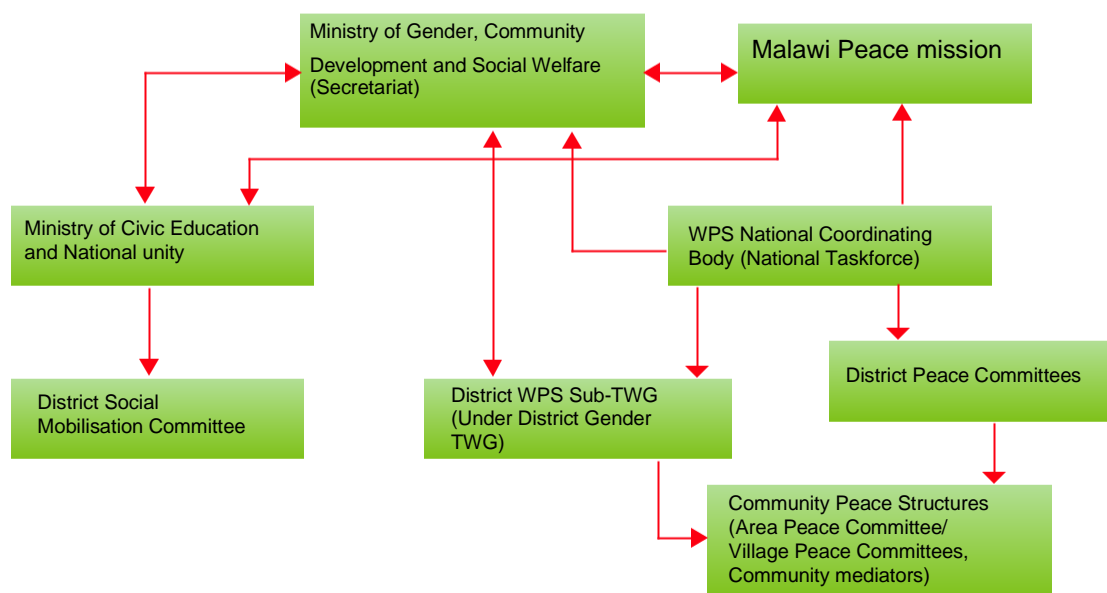 Ministry of Gender, Community
Development and Social Welfare
(Secretariat)
Malawi Peace mission
Ministry of Civic Education
and National unity
WPS National Coordinating
Body (National Taskforce)
District Social
Mobilisation Committee
District WPS Sub-TWG
(Under District Gender
TWG)
District Peace Committees
Community Peace Structures
(Area Peace Committee/
Village Peace Committees,
Community mediators)